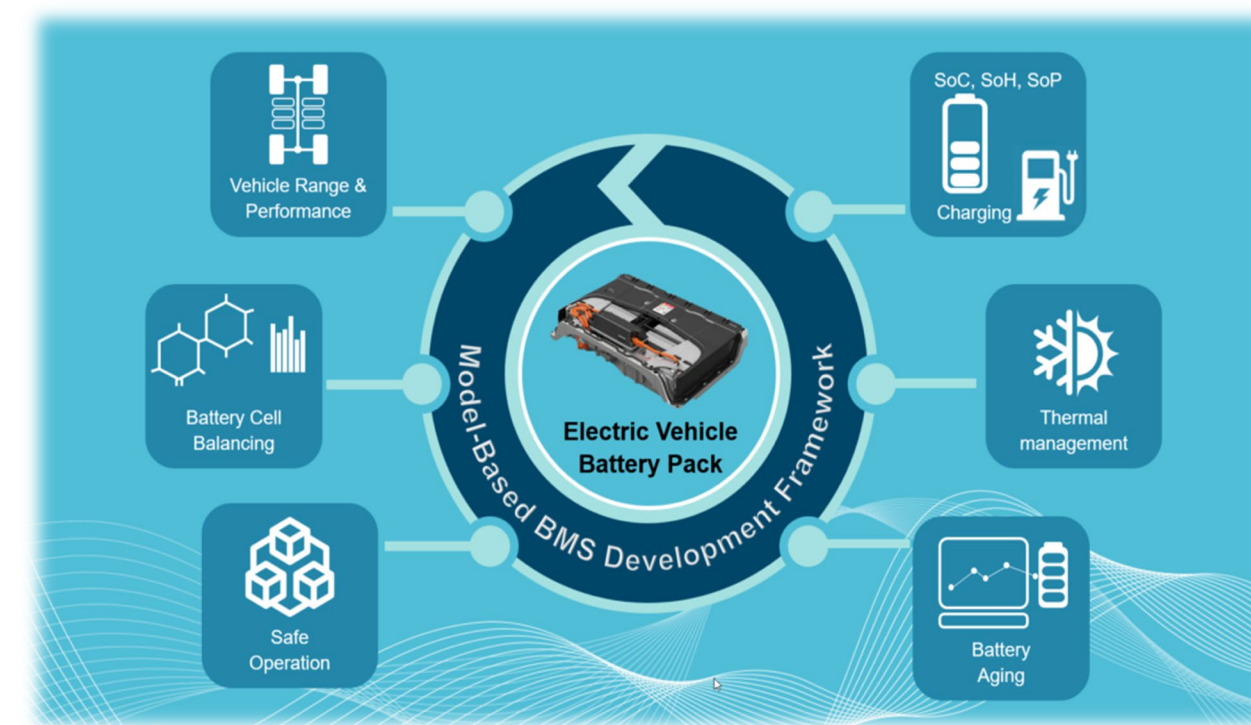 Vehicle Range &
Performance
SoC, SoH, SoP
Charging
Battery Cell
Balancing
Thermal
management
Electric Vehicle
Battery Pack
Model-Based BMS Development Framework
Safe
Operation
Battery
Aging